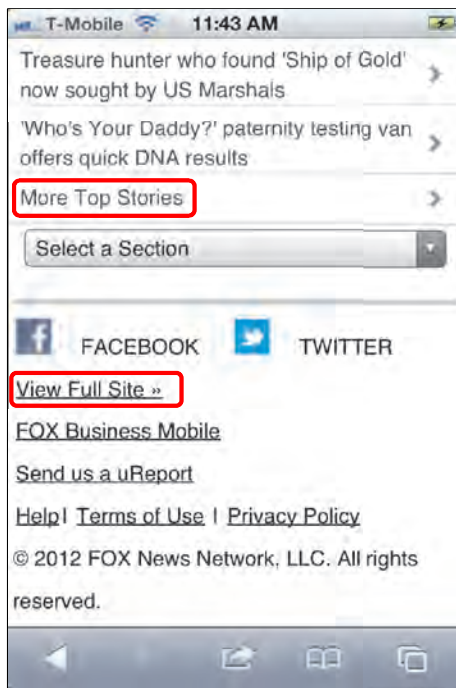 T-Mobile 11:43 AM
Treasure hunter who found 'Ship of Gold'
now sought by US Marshals
'Who's Your Daddy?' paternity testing van
offers quick DNA results
More Top Stories
Select a Section
FACEBOOK TWITTER
View Full Site »
FOX Business Mobile
Send us a uReport
Help| Terms of Use | Privacy Policy
© 2012 FOX News Network, LLC. All rights
reserved.